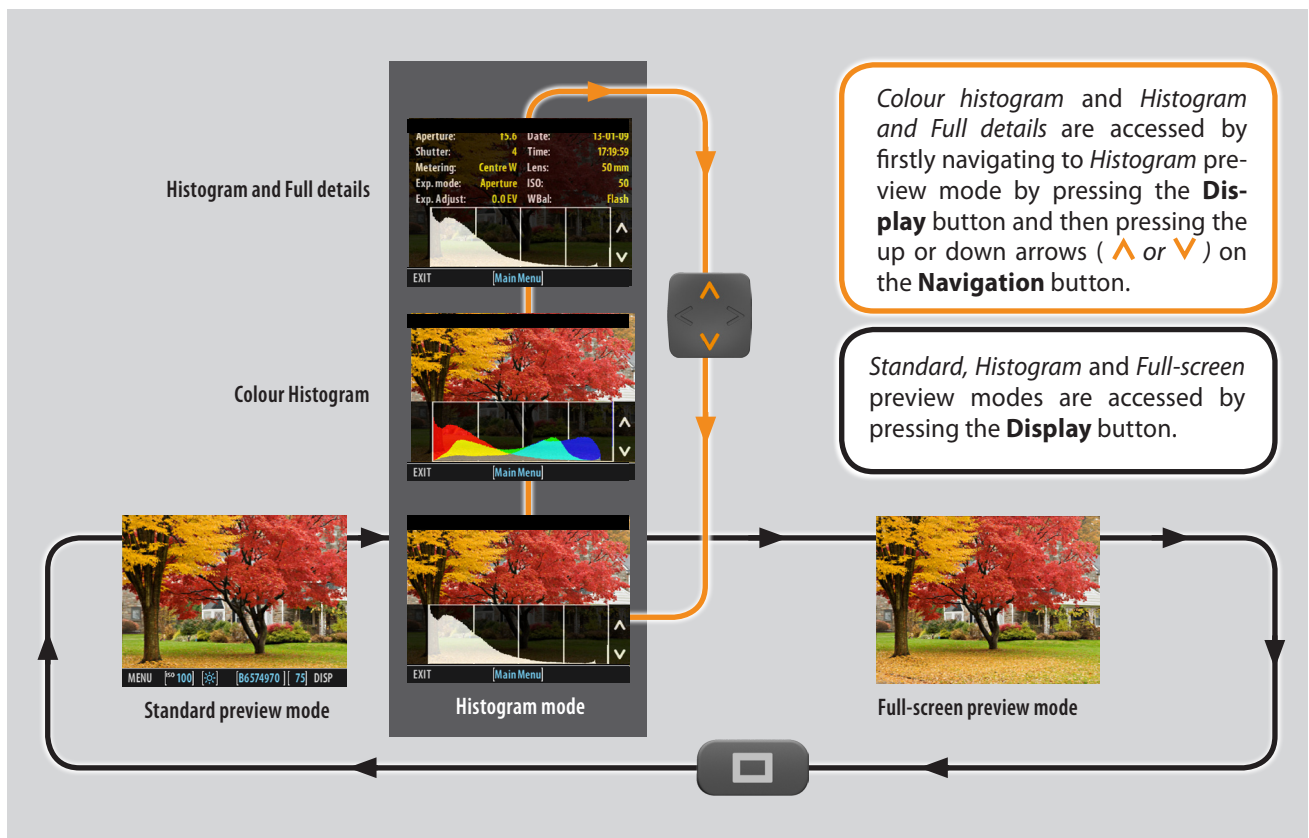 Colour histogram and Histogram
and Full details are accessed by
firstly navigating to Histogram pre-
view mode by pressing the Dis-
play button and then pressing the
up or down arrows ( ∧ or ∨ ) on
the Navigation button.
Standard, Histogram and Full-screen
preview modes are accessed by
pressing the Display button.
Histogram and Full details
Aperture: f5.6 Date: 13-01-09
Shutter: 4 Time: 17:19:59
Metering: Centre W Lens: 50 mm
Exp. mode: Aperture ISO: 50
Exp. Adjust: 0.0 EV WBal: Flash
EXIT [Main Menu]
Colour Histogram
EXIT [Main Menu]
EXIT [Main Menu]
Histogram mode
MENU [ISO 100] [B6574970 ] [ 75] DISP
Standard preview mode
Full-screen preview mode